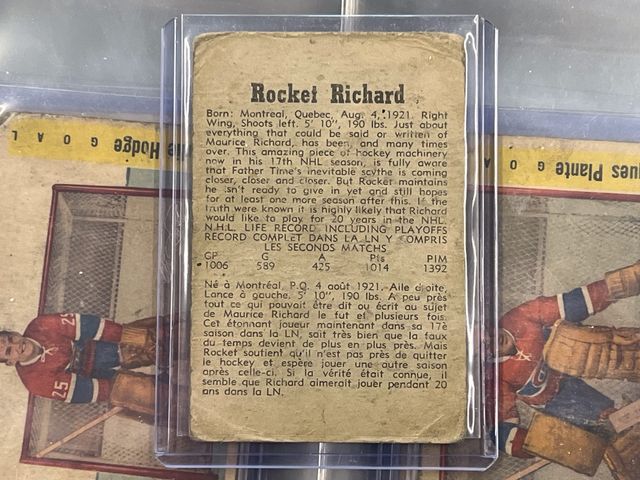 Rocket Richard
Born: Montreal, Quebec, Aug. 4, 1921. Right
Wing, Shoots left. 5' 10", 190 lbs. Just about
everything that could be said or written of
Maurice Richard, has been, and many times
over. This amazing piece of hockey machinery
now in his 17th NHL season, is fully aware
that Father Time's inevitable scythe is coming
closer, closer and closer. But Rocket maintains
he isn't ready to give in yet and still hopes
for at least one more season after this. If the
truth were known it is highly likely that Richard
would like to play for 20 years in the NHL.
N.H.L. LIFE RECORD INCLUDING PLAYOFFS
RECORD COMPLET DANS LA LN Y COMPRIS
LES SECONDS MATCHS
GP G A Pts PIM
1006 589 425 1014 1392
Né à Montréal, P.Q. 4 août 1921. Aile droite,
Lance à gauche. 5' 10", 190 lbs. A peu près
tout ce qui pouvait être dit ou écrit au sujet
de Maurice Richard le fut et plusieurs fois.
Cet étonnant joueur maintenant dans sa 17è
saison dans la LN, sait très bien que la faux
du temps devient de plus en plus près. Mais
Rocket soutient qu'il n'est pas près de quitter
le hockey et espère jouer une autre saison
après celle-ci. Si la vérité était connue, il
semble que Richard aimerait jouer pendant 20
ans dans la LN.
GOAL
ie Hodge
GOA
ques Plante
25
25